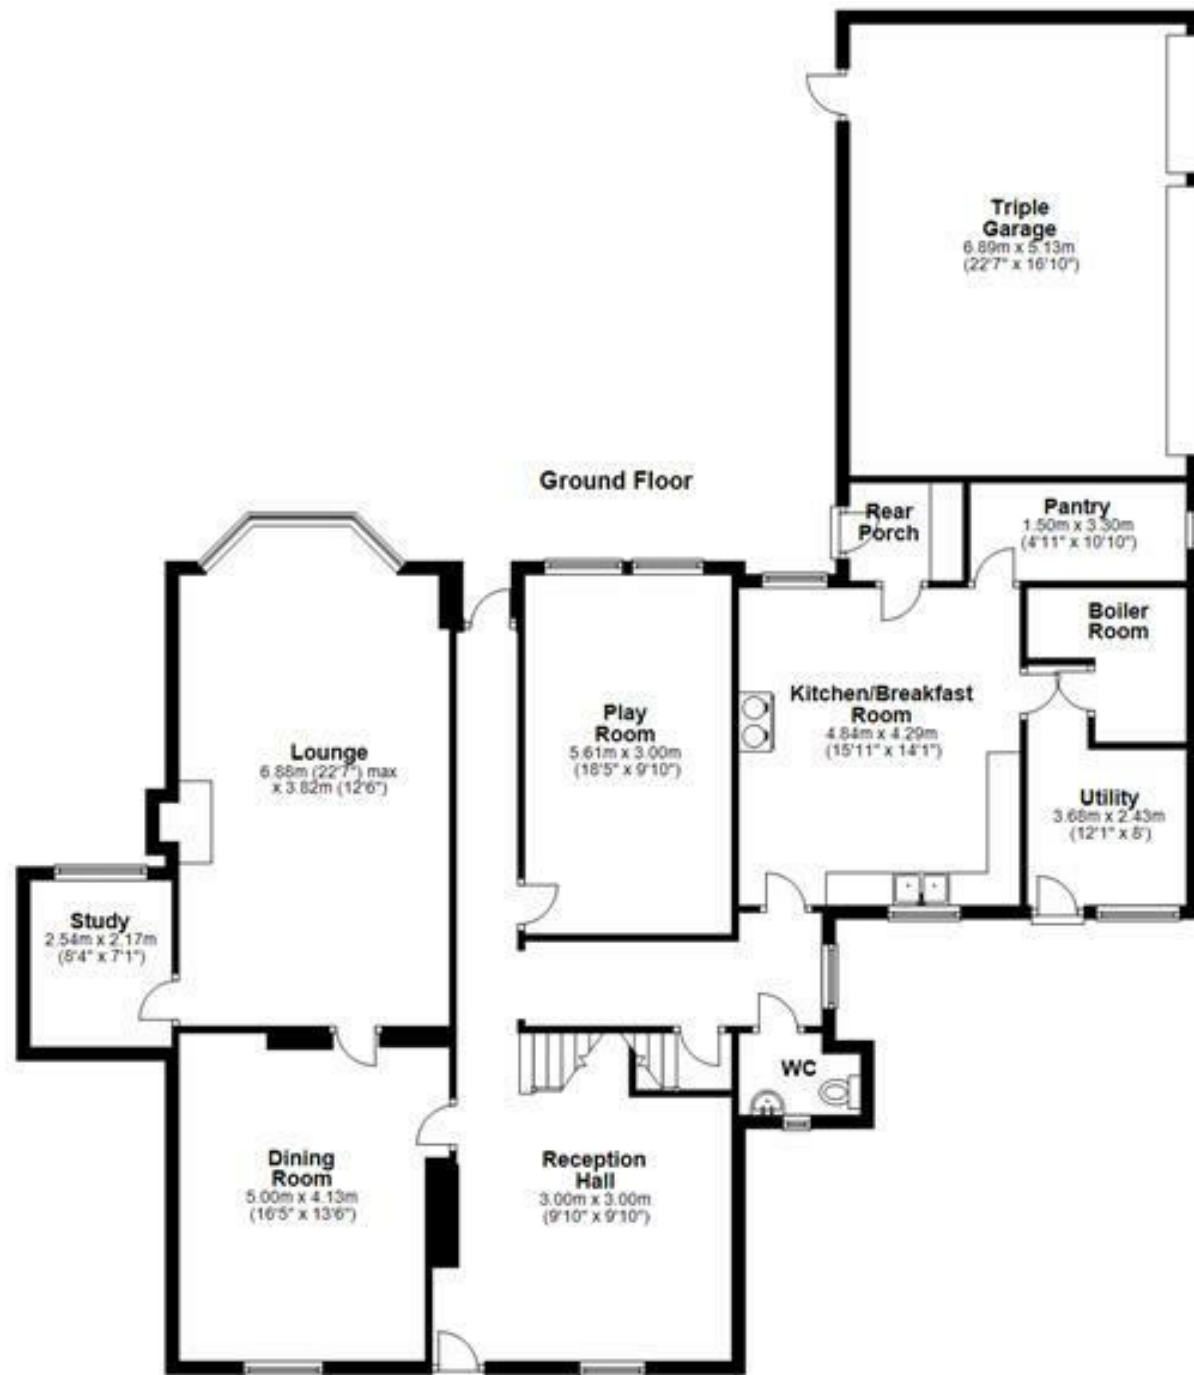 Triple
Garage
6.89m x 5.13m
(22'7" x 16'10")
Ground Floor
Rear
Porch
Pantry
1.50m x 3.30m
(4'11" x 10'10")
Boiler
Room
Kitchen/Breakfast
Room
4.84m x 4.29m
(15'11" x 14'1")
Play
Room
5.61m x 3.00m
(18'5" x 9'10")
Lounge
6.88m (22'7") max
x 3.82m (12'6")
Utility
3.68m x 2.43m
(12'1" x 8')
Study
2.54m x 2.17m
(8'4" x 7'1")
WC
Dining
Room
5.00m x 4.13m
(16'5" x 13'6")
Reception
Hall
3.00m x 3.00m
(9'10" x 9'10")